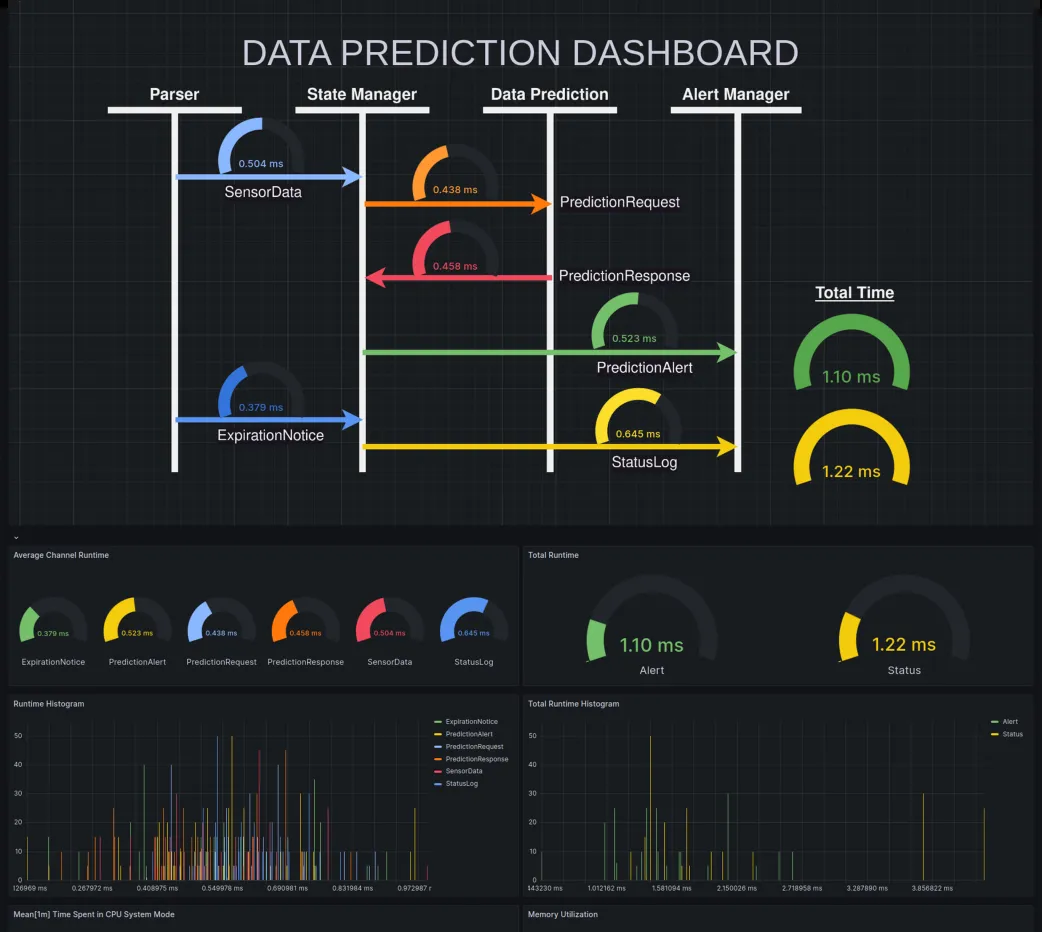 DATA PREDICTION DASHBOARD
Parser
State Manager
Data Prediction
Alert Manager
0.504 ms
SensorData
0.438 ms
PredictionRequest
0.458 ms
PredictionResponse
Total Time
0.523 ms
PredictionAlert
1.10 ms
0.379 ms
ExpirationNotice
0.645 ms
StatusLog
1.22 ms
Average Channel Runtime
0.379 ms
0.523 ms
0.438 ms
0.458 ms
0.504 ms
0.645 ms
ExpirationNotice
PredictionAlert
PredictionRequest
PredictionResponse
SensorData
StatusLog
Total Runtime
1.10 ms
1.22 ms
Alert
Status
Runtime Histogram
50
40
30
20
10
0
126969 ms
0.267972 ms
0.408975 ms
0.549978 ms
0.690981 ms
0.831984 ms
0.972987 r
ExpirationNotice
PredictionAlert
PredictionRequest
PredictionResponse
SensorData
StatusLog
Total Runtime Histogram
50
40
30
20
10
0
143230 ms
1.012162 ms
1.581094 ms
2.150026 ms
2.718958 ms
3.287890 ms
3.856822 ms
Alert
Status
Mean[1m] Time Spent in CPU System Mode
Memory Utilization